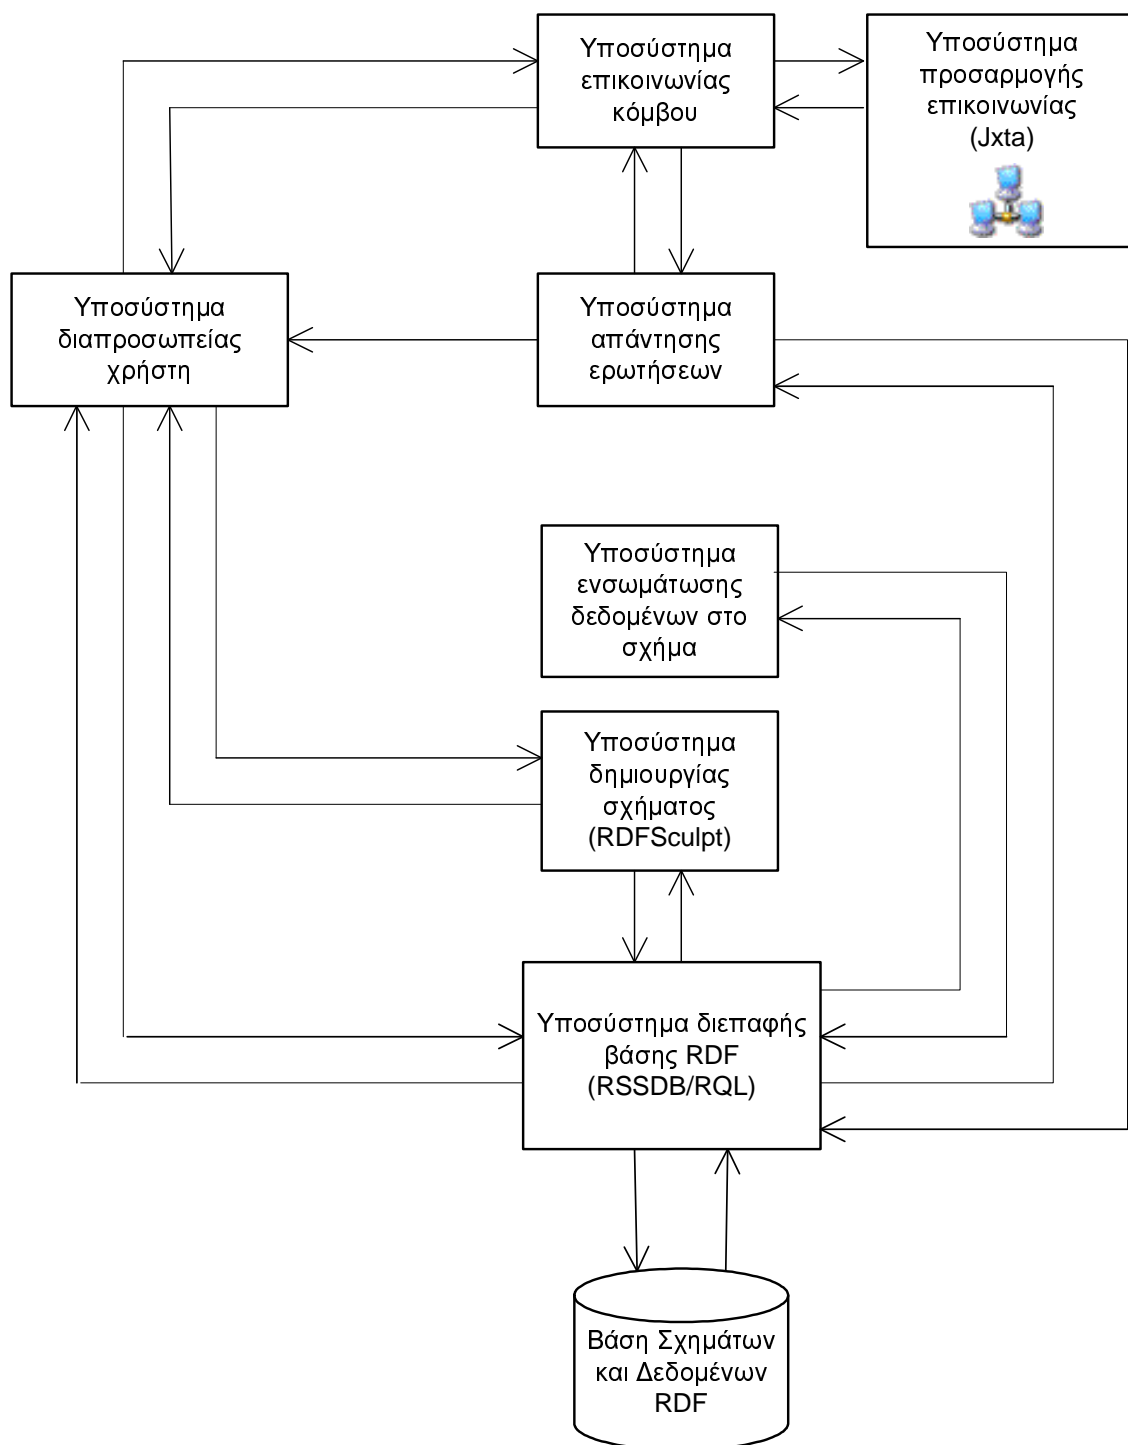 Υποσύστημα
επικοινωνίας
κόμβου
Υποσύστημα
προσαρμογής
επικοινωνίας
(Jxta)
Υποσύστημα
διαπροσωπείας
χρήστη
Υποσύστημα
απάντησης
ερωτήσεων
Υποσύστημα
ενσωμάτωσης
δεδομένων στο
σχήμα
Υποσύστημα
δημιουργίας
σχήματος
(RDFSculpt)
Υποσύστημα διεπαφής
βάσης RDF
(RSSDB/RQL)
Βάση Σχημάτων
και Δεδομένων
RDF